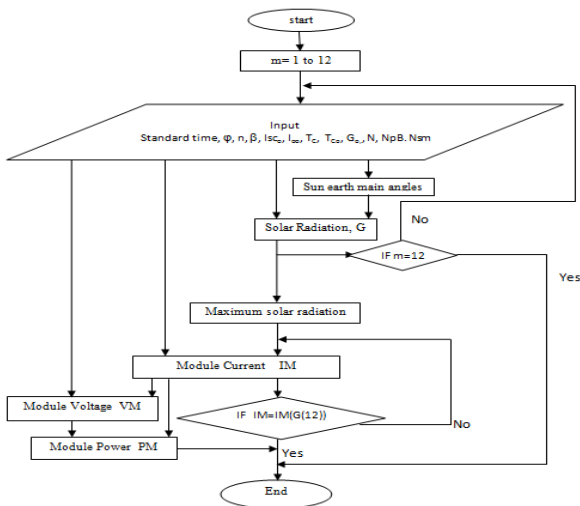 start
m= 1 to 12
Input
Standard time, φ, n, β, Isc₀, I∞, T꜀, T꜀₀, G₀, N, NpB. Nsm
Sun earth main angles
Solar Radiation, G
No
IF m=12
Yes
Maximum solar radiation
Module Current IM
Module Voltage VM
IF IM=IM(G(12))
No
Module Power PM
Yes
End